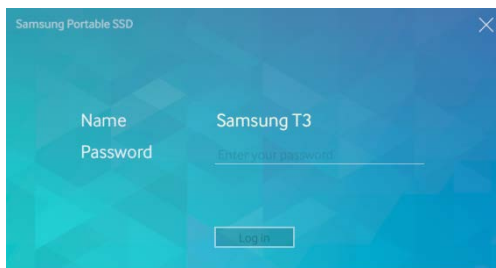 Samsung Portable SSD
Name Samsung T3
Password Enter your password
Log in